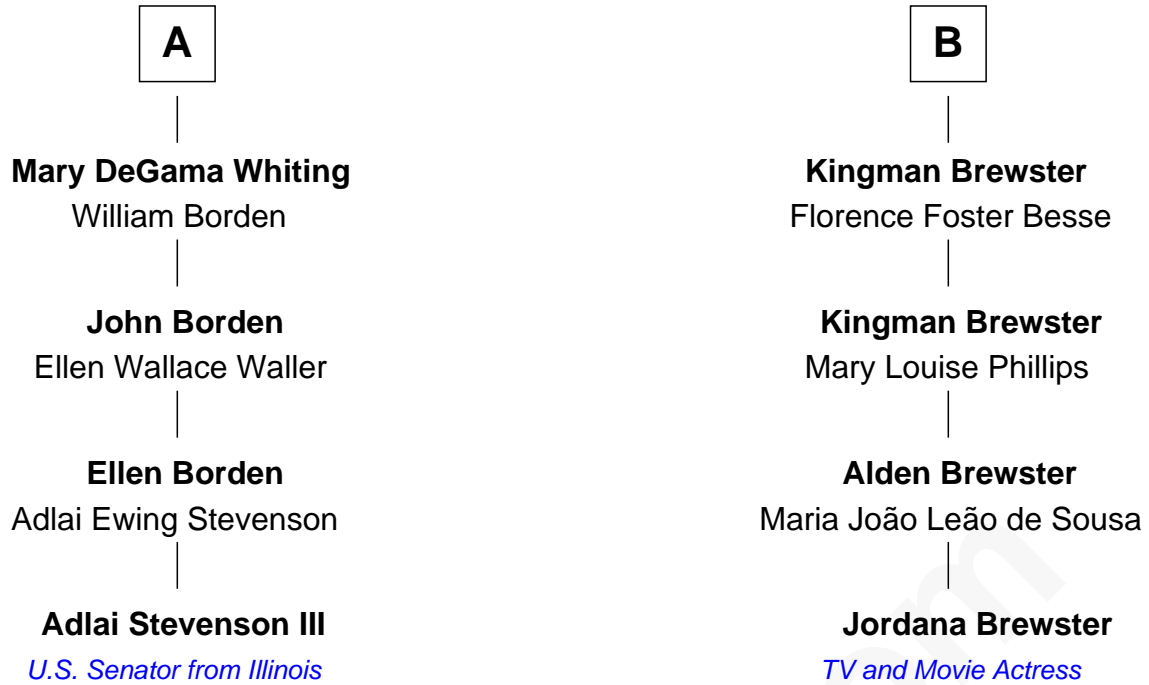 A
Mary DeGama Whiting
William Borden
John Borden
Ellen Wallace Waller
Ellen Borden
Adlai Ewing Stevenson
Adlai Stevenson III
U.S. Senator from Illinois
B
Kingman Brewster
Florence Foster Besse
Kingman Brewster
Mary Louise Phillips
Alden Brewster
Maria João Leão de Sousa
Jordana Brewster
TV and Movie Actress
om